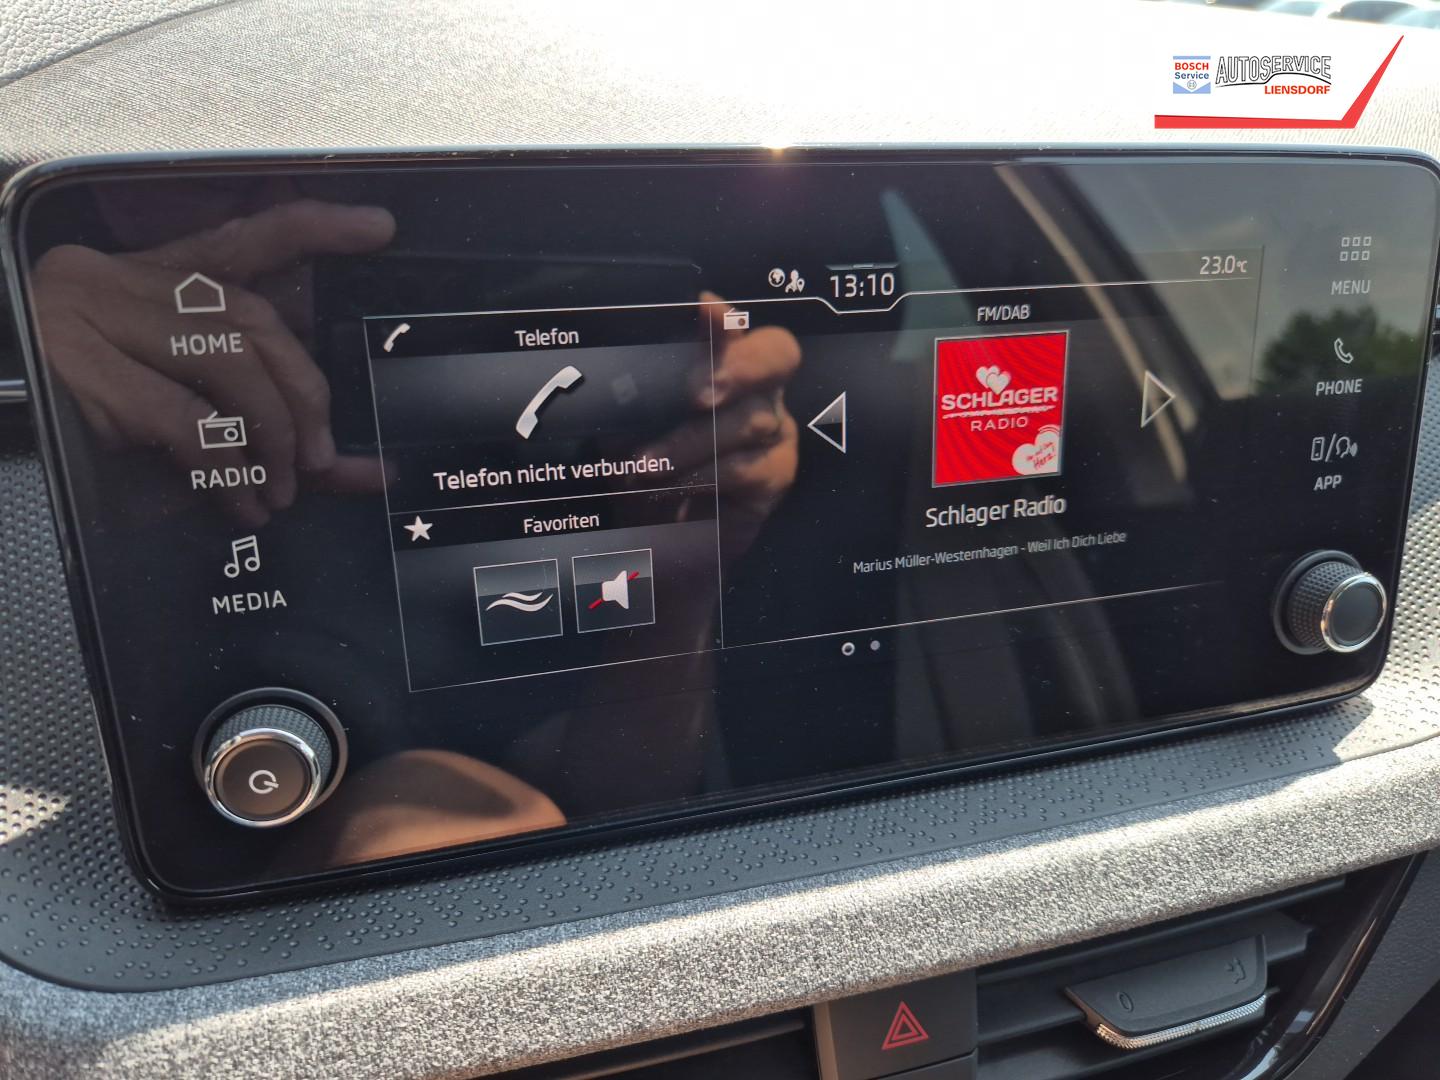 BOSCH
Service
AUTOSERVICE
LIENSDORF
13:10
23.0°C
HOME
RADIO
MEDIA
Telefon
Telefon nicht verbunden.
Favoriten
FM/DAB
SCHLAGER
RADIO
Schlager Radio
Marius Müller-Westernhagen - Weil Ich Dich Liebe
MENU
PHONE
APP